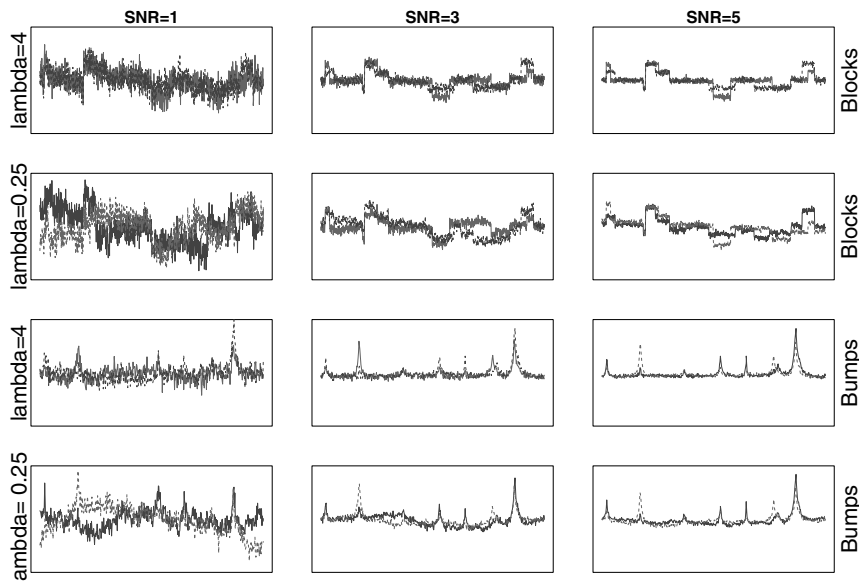 SNR=1 SNR=3 SNR=5
lambda=4 Blocks
lambda=0.25 Blocks
lambda=4 Bumps
ambda= 0.25 Bumps